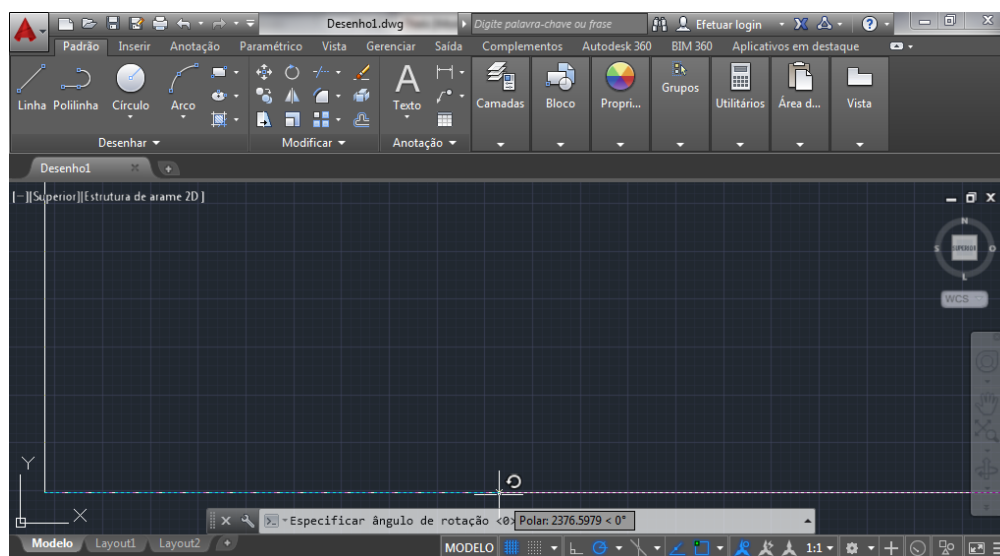 Desenho1.dwg
Digite palavra-chave ou frase
Efetuar login
Padrão Inserir Anotação Paramétrico Vista Gerenciar Saída Complementos Autodesk 360 BIM 360 Aplicativos em destaque
Linha Polilinha Círculo Arco Texto Camadas Bloco Propri... Grupos Utilitários Área d... Vista
Desenhar Modificar Anotação
Desenho1
[−][Superior][Estrutura de arame 2D]
N
S SUPERIOR O
L
WCS
Y
X
Especificar ângulo de rotação <0> Polar: 2376.5979 < 0°
Modelo Layout1 Layout2 + MODELO 1:1